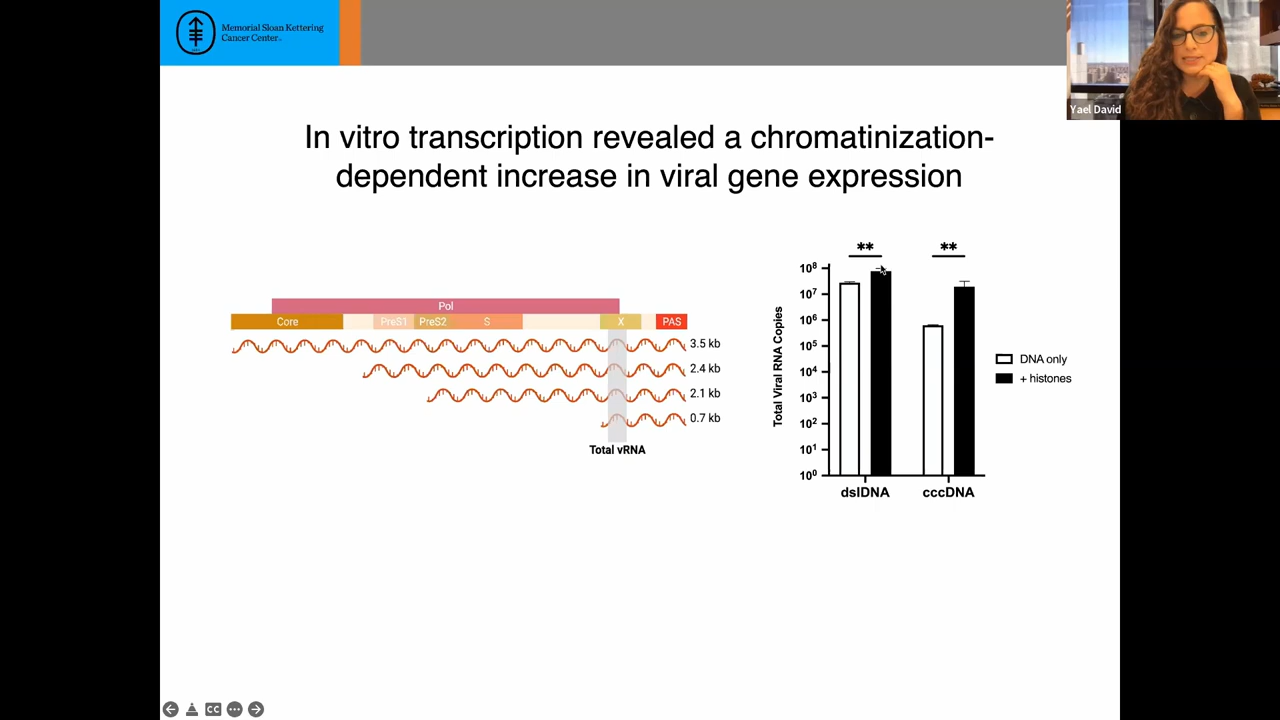 Memorial Sloan Kettering
Cancer Center
Yael David
In vitro transcription revealed a chromatinization-
dependent increase in viral gene expression
Pol
Core PreS1 PreS2 S X PAS
3.5 kb
2.4 kb
2.1 kb
0.7 kb
Total vRNA
** **
Total Viral RNA Copies
10⁸
10⁷
10⁶
10⁵
10⁴
10³
10²
10¹
10⁰
dslDNA cccDNA
DNA only
+ histones
CC